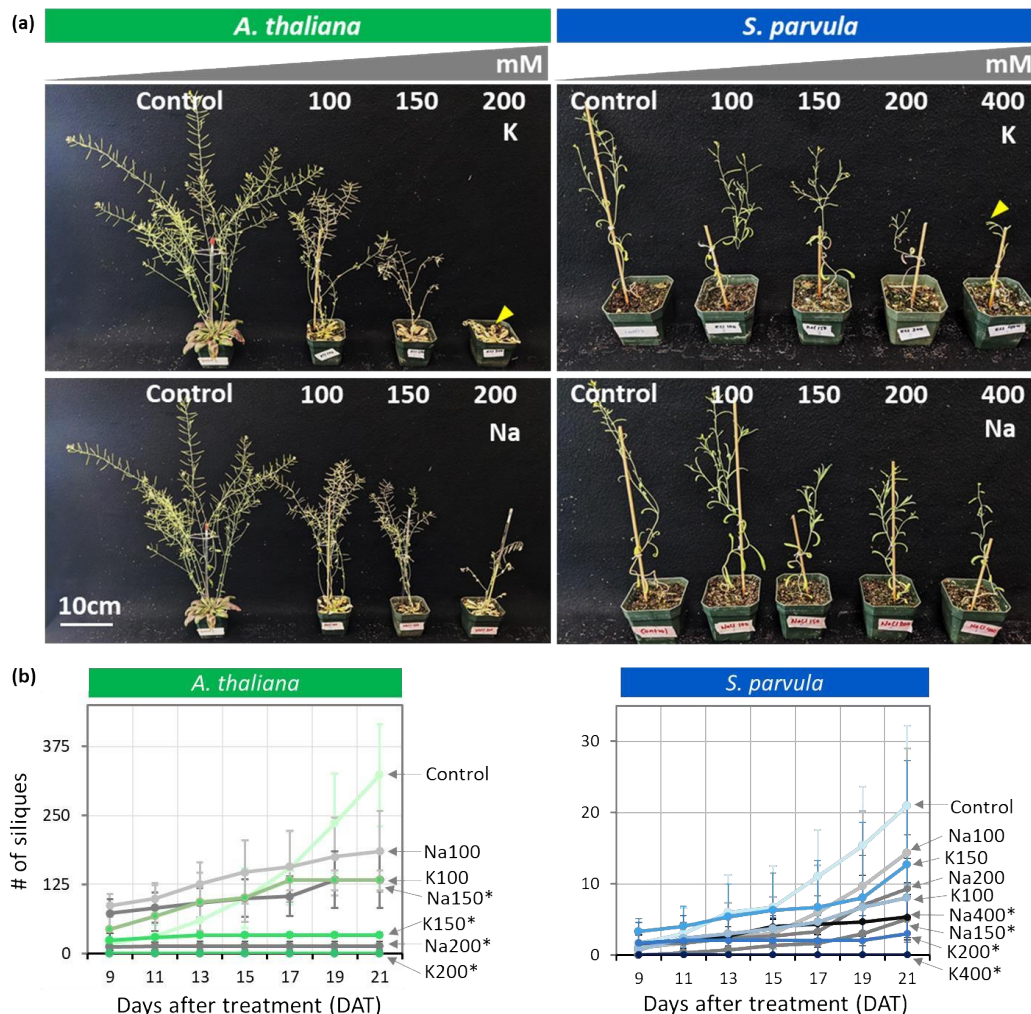 (a)
A. thaliana
S. parvula
mM
mM
Control 100 150 200
K
Control 100 150 200 400
K
Control 100 150 200
Na
10cm
Control 100 150 200 400
Na
Control
NaCl 150
(b)
A. thaliana
S. parvula
# of siliques
375
250
125
0
9 11 13 15 17 19 21
Days after treatment (DAT)
Control
Na100
K100
Na150*
K150*
Na200*
K200*
30
20
10
0
9 11 13 15 17 19 21
Days after treatment (DAT)
Control
Na100
K150
Na200
K100
Na400*
Na150*
K200*
K400*